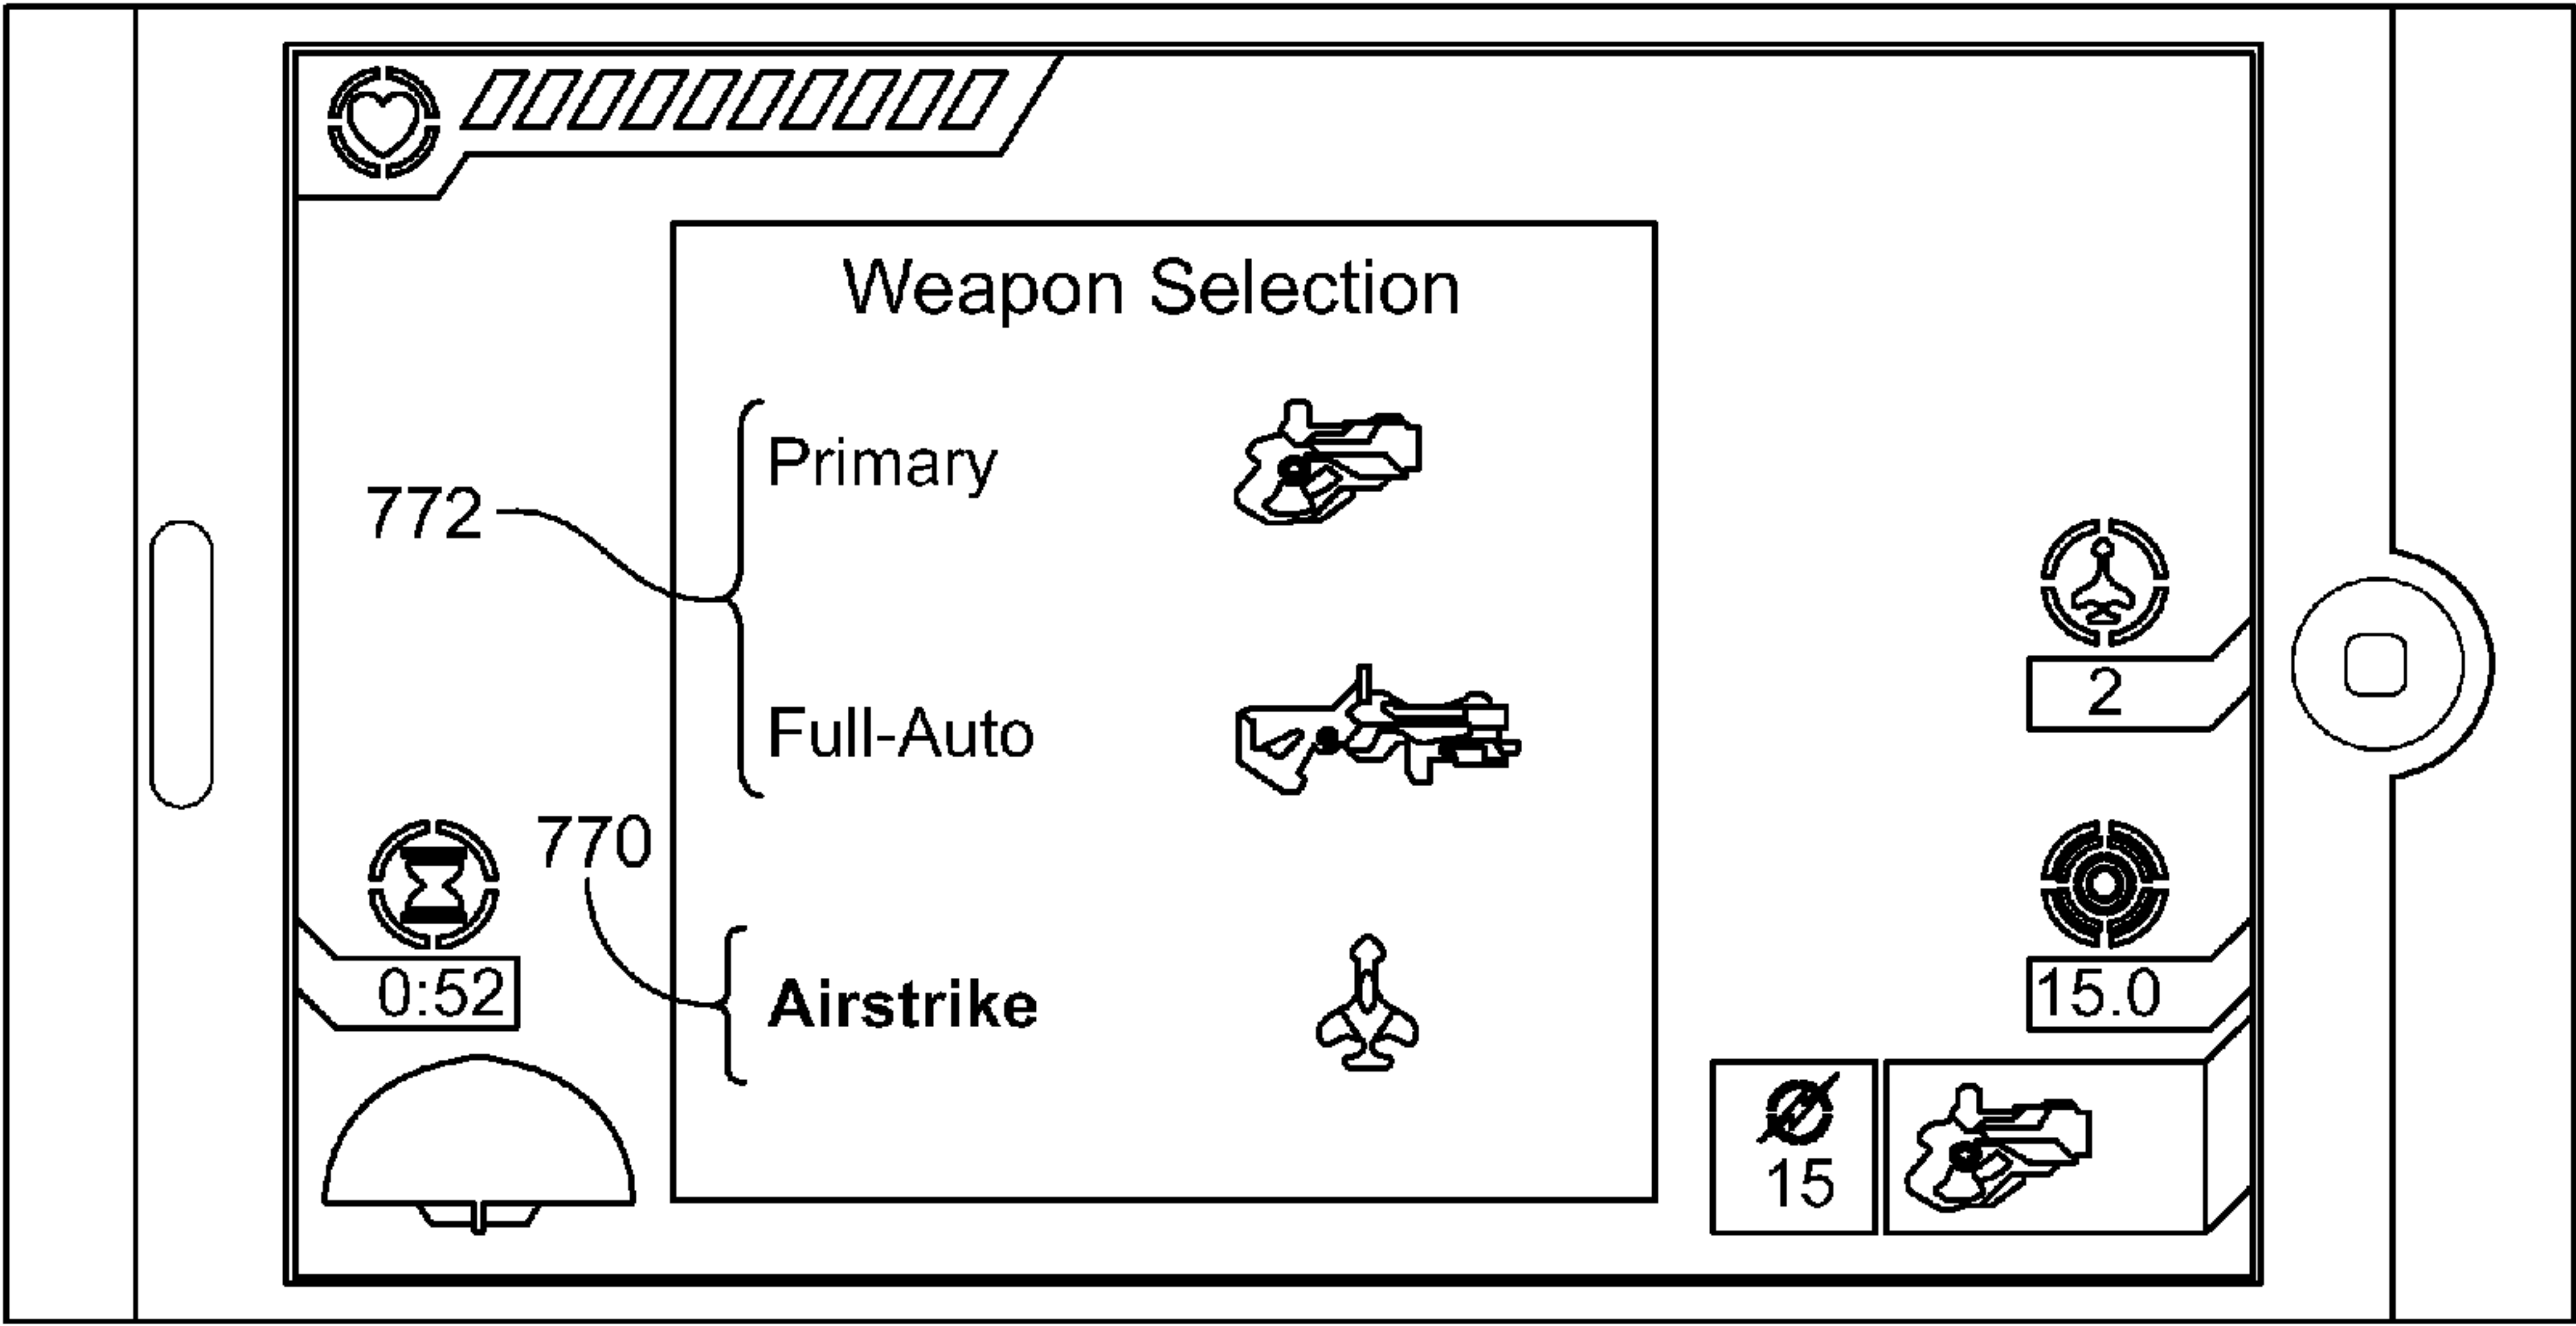 Weapon Selection
Primary
772
Full-Auto
2
770
0:52
Airstrike
15.0
15